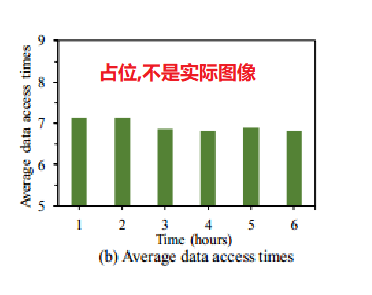 9
占位,不是实际图像
8
7
6
5
Average data access times
1 2 3 4 5 6
Time (hours)
(b) Average data access times